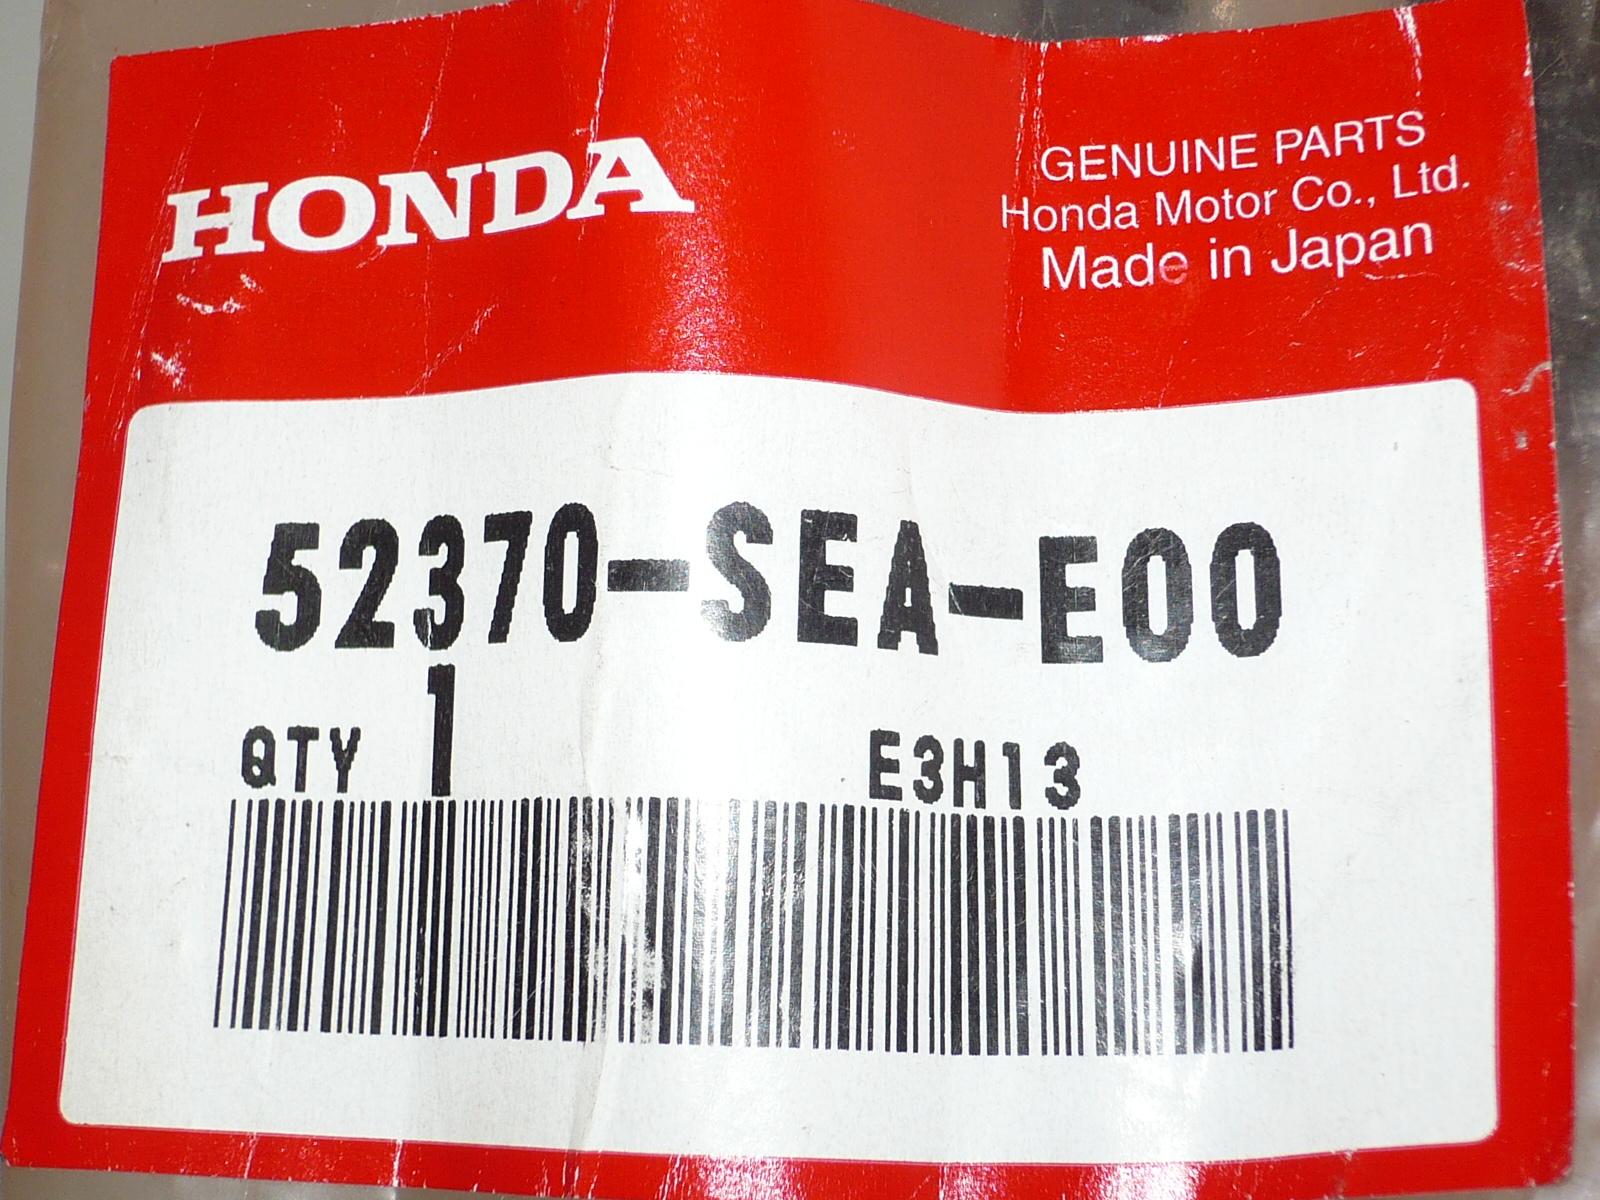 HONDA
GENUINE PARTS
Honda Motor Co., Ltd.
Made in Japan
52370-SEA-E00
QTY 1 E3H13